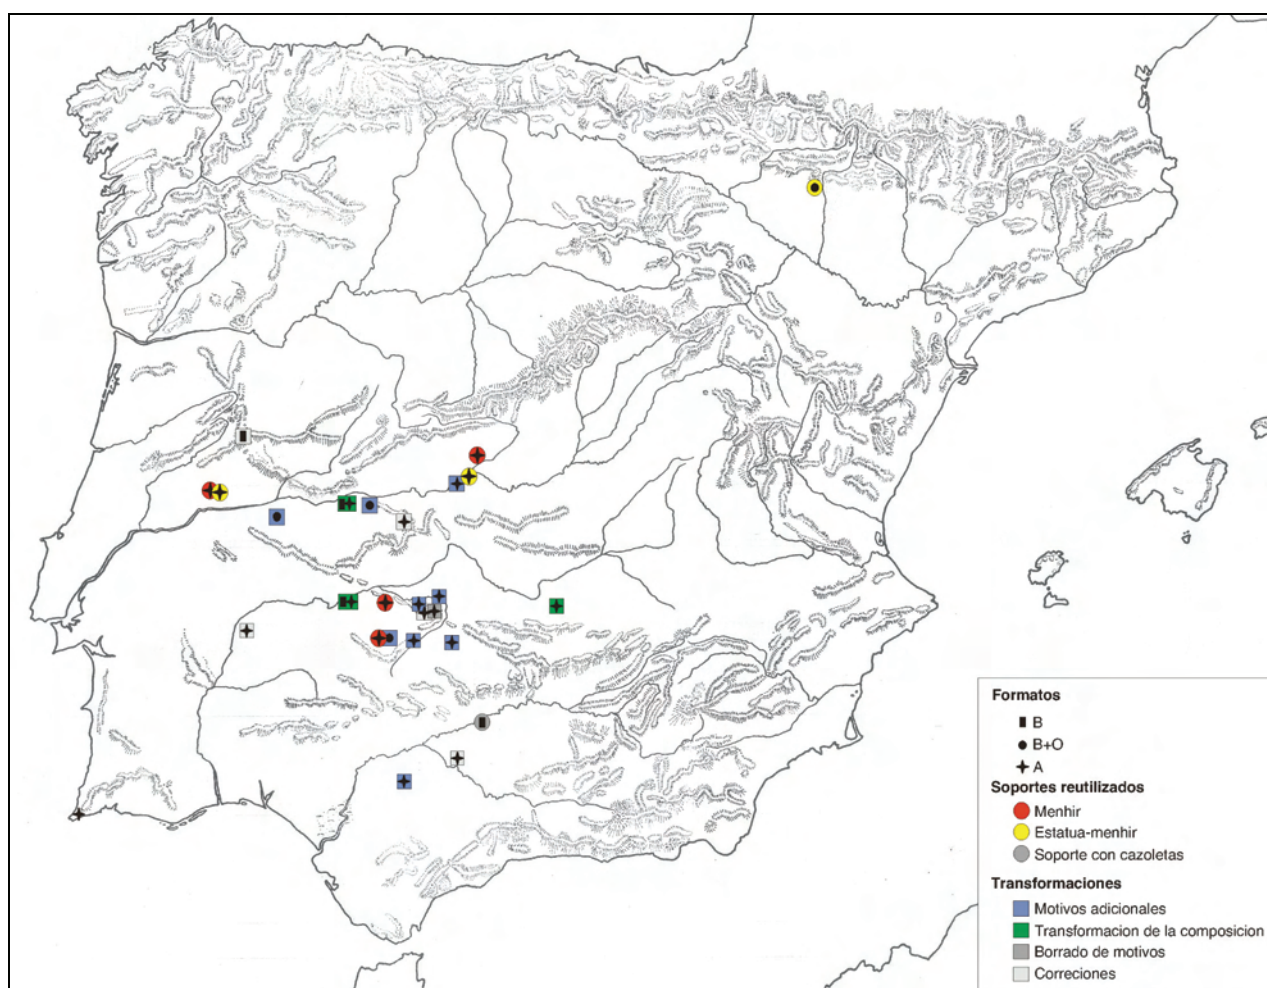 Formatos
B
B+O
A
Soportes reutilizados
Menhir
Estatua-menhir
Soporte con cazoletas
Transformaciones
Motivos adicionales
Transformacion de la composicion
Borrado de motivos
Correciones